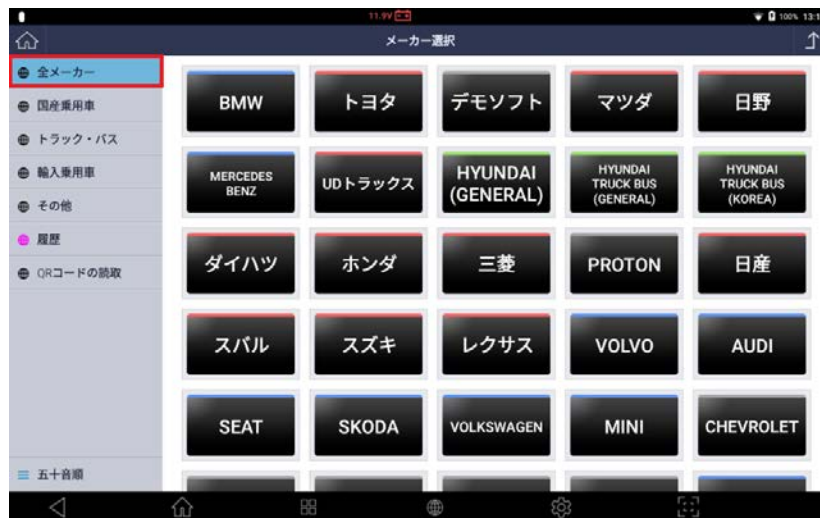 11.9V
100% 13:1
メーカー選択
全メーカー
国産乗用車
トラック・バス
輸入乗用車
その他
履歴
QRコードの読取
五十音順
BMW
トヨタ
デモソフト
マツダ
日野
MERCEDES
BENZ
UDトラックス
HYUNDAI
(GENERAL)
HYUNDAI
TRUCK BUS
(GENERAL)
HYUNDAI
TRUCK BUS
(KOREA)
ダイハツ
ホンダ
三菱
PROTON
日産
スバル
スズキ
レクサス
VOLVO
AUDI
SEAT
SKODA
VOLKSWAGEN
MINI
CHEVROLET